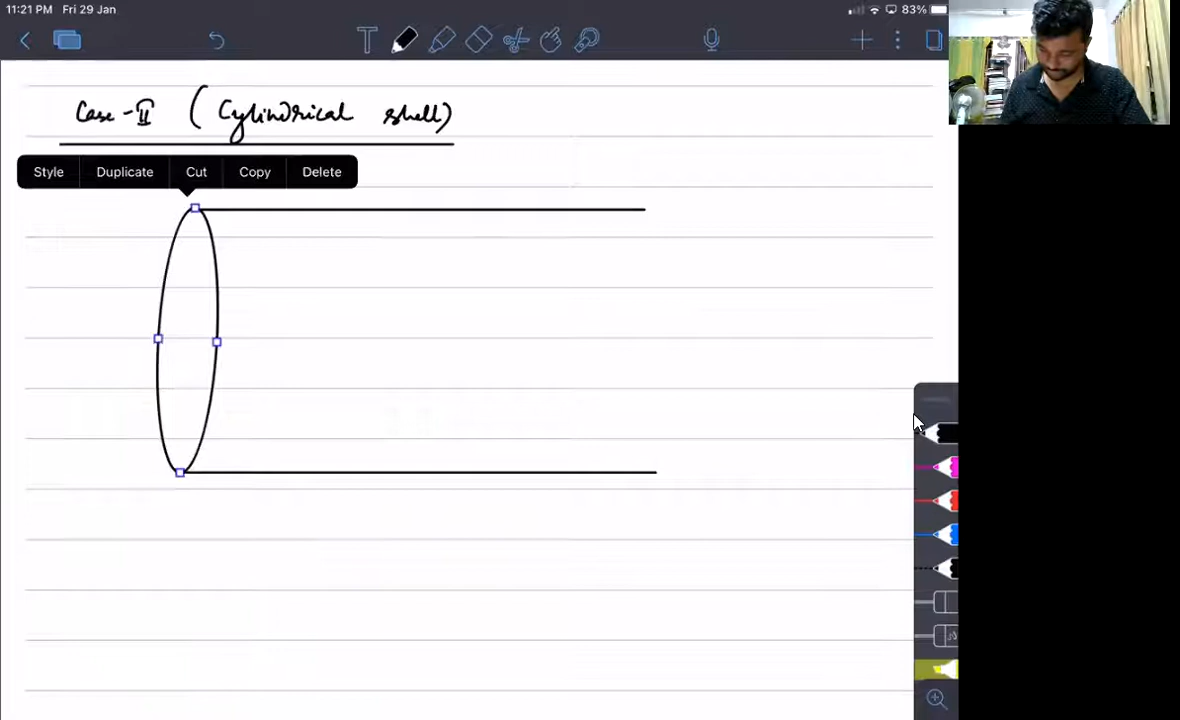 11:21 PM Fri 29 Jan 83%
Case-II (Cylindrical shell)
Style Duplicate Cut Copy Delete